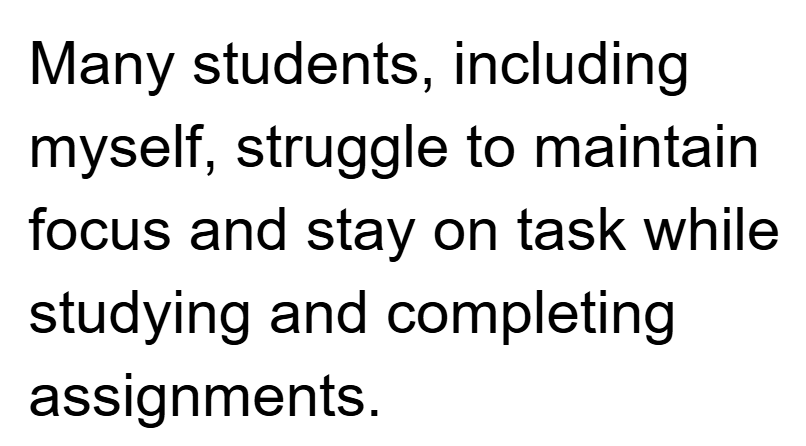 Many students, including
myself, struggle to maintain
focus and stay on task while
studying and completing
assignments.